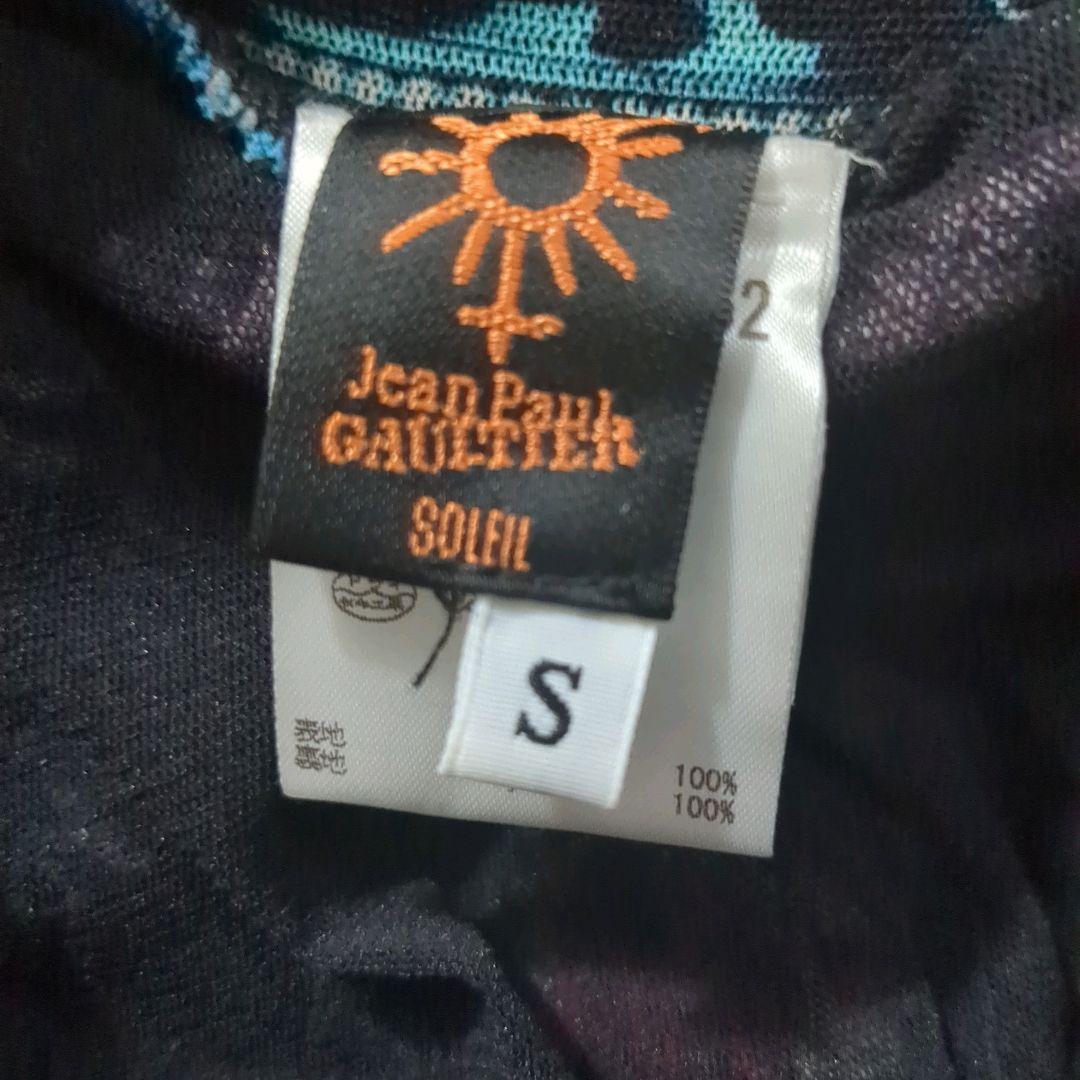 2
Jean Paul
GAULTIER
SOLEIL
S
表地
裏地
100%
100%